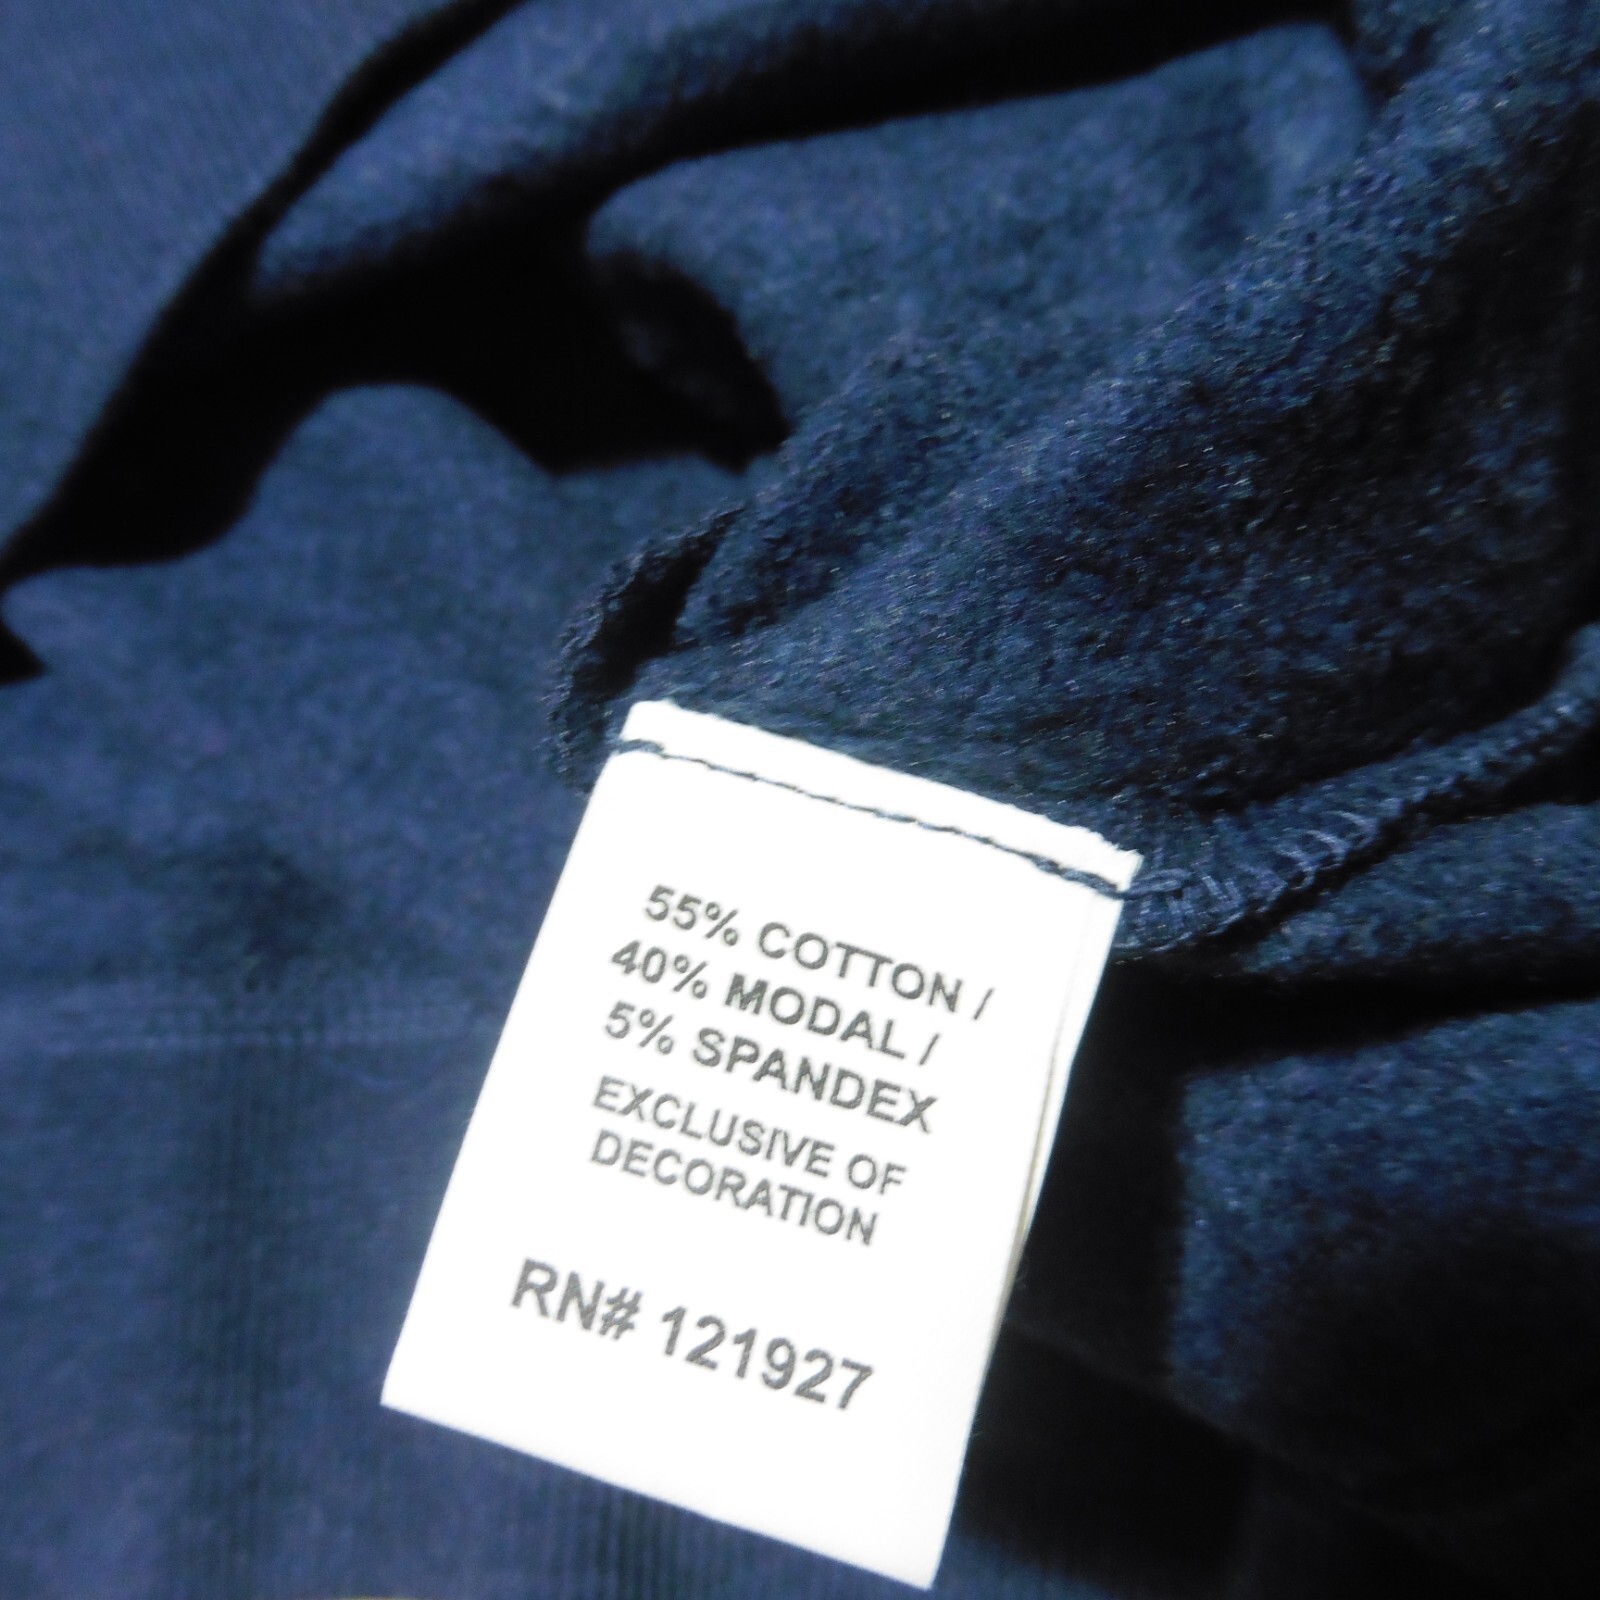 55% COTTON /
40% MODAL /
5% SPANDEX
EXCLUSIVE OF
DECORATION
RN# 121927